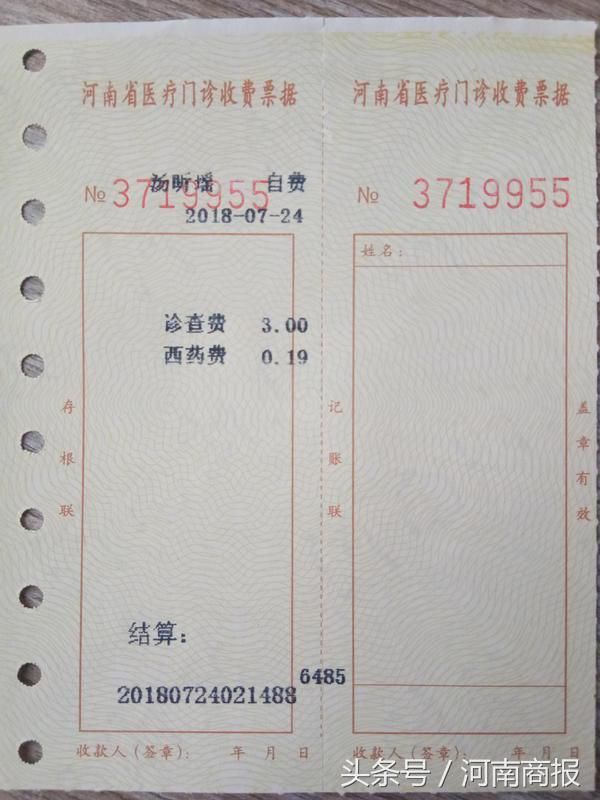 河南省医疗门诊收费票据
汤昕瑶 自费
№ 3719955
2018-07-24
诊查费 3.00
西药费 0.19
存根联
结算:
20180724021488
6485
收款人(签章): 年 月 日
记账联
河南省医疗门诊收费票据
№ 3719955
姓名:
盖章有效
收款人(签章): 年 月 日
头条号/河南商报